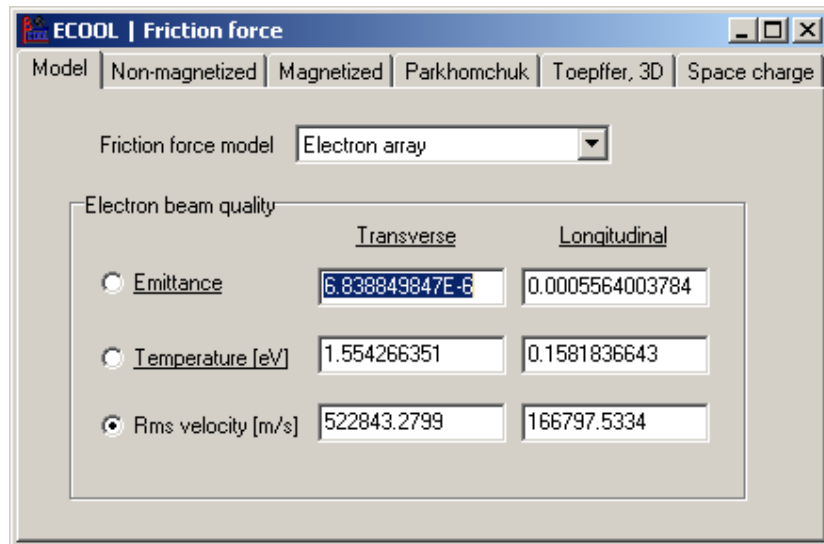 ECOOL | Friction force
Model Non-magnetized Magnetized Parkhomchuk Toepffer, 3D Space charge
Friction force model Electron array
Electron beam quality
Transverse Longitudinal
Emittance 6.838849847E-6 0.0005564003784
Temperature [eV] 1.554266351 0.1581836643
Rms velocity [m/s] 522843.2799 166797.5334